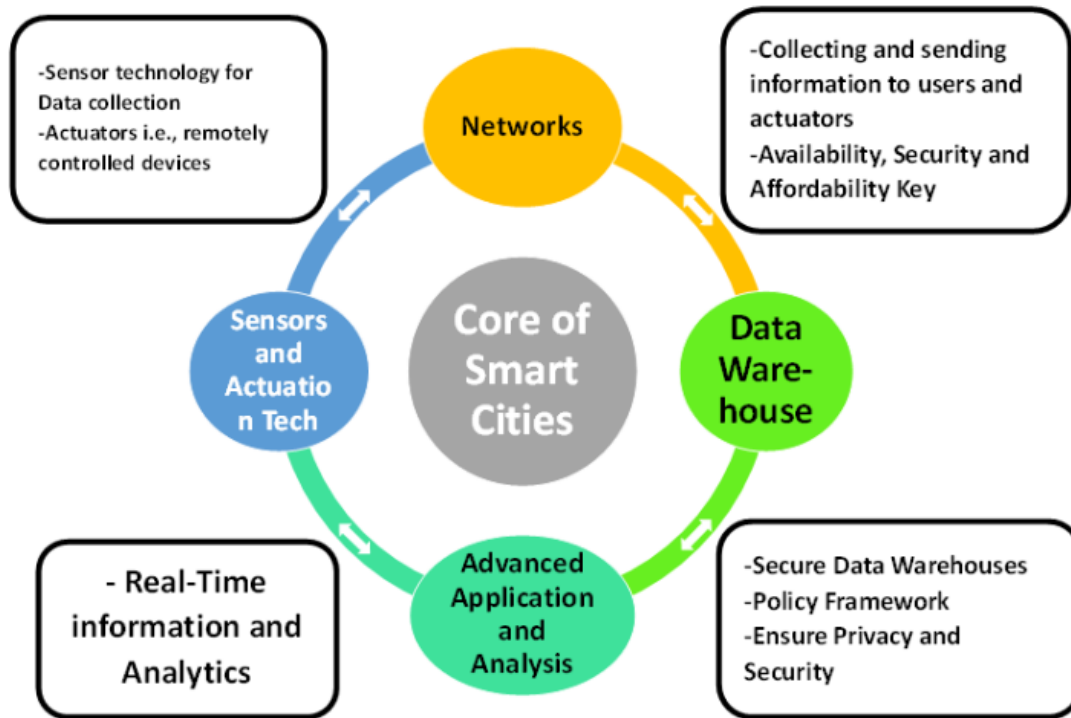 -Sensor technology for
Data collection
-Actuators i.e., remotely
controlled devices
Networks
-Collecting and sending
information to users and
actuators
-Availability, Security and
Affordability Key
Sensors
and
Actuatio
n Tech
Core of
Smart
Cities
Data
Ware-
house
- Real-Time
information and
Analytics
Advanced
Application
and
Analysis
-Secure Data Warehouses
-Policy Framework
-Ensure Privacy and
Security